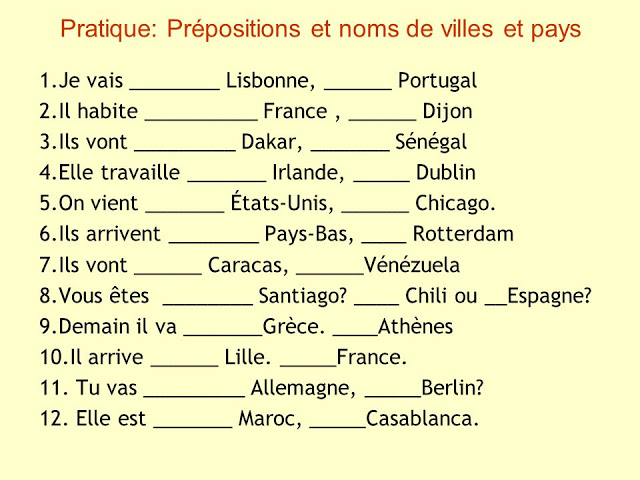 Pratique: Prépositions et noms de villes et pays
1.Je vais ________ Lisbonne, ______ Portugal
2.Il habite __________ France , ______ Dijon
3.Ils vont _________ Dakar, _______ Sénégal
4.Elle travaille _______ Irlande, _____ Dublin
5.On vient _______ États-Unis, ______ Chicago.
6.Ils arrivent ________ Pays-Bas, ____ Rotterdam
7.Ils vont ______ Caracas, ______Vénézuela
8.Vous êtes ________ Santiago? ____ Chili ou __Espagne?
9.Demain il va _______Grèce. ____Athènes
10.Il arrive ______ Lille. _____France.
11. Tu vas _________ Allemagne, _____Berlin?
12. Elle est _______ Maroc, _____Casablanca.